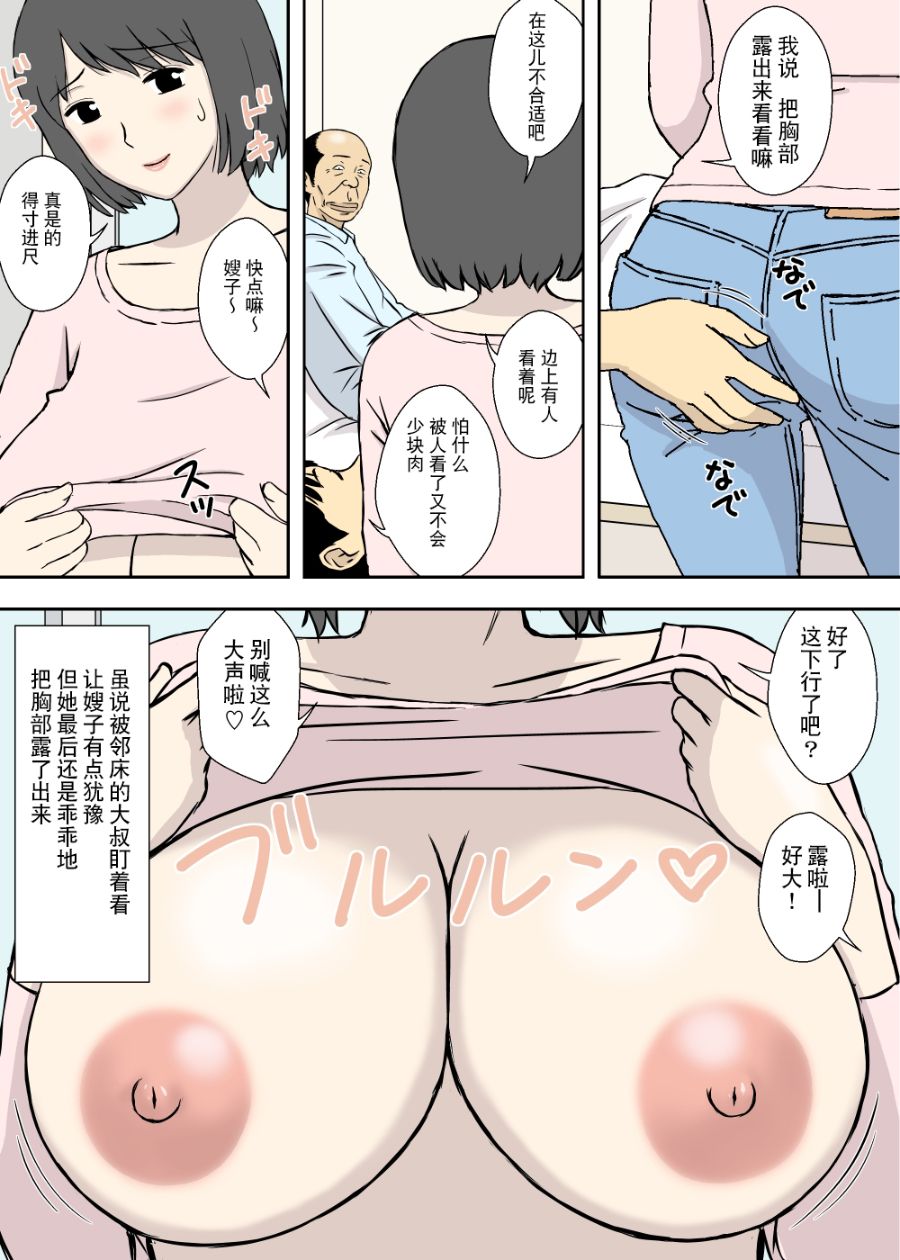 我说 把胸部
露出来看看嘛
なで
なで
在这儿不合适吧
边上有人
看着呢
怕什么
被人看了又不会
少块肉
ドキ
ドキ
快点嘛～
嫂子～
真是的
得寸进尺
スッ
好了
这下行了吧？
露啦—
好大！
别喊这么
大声啦♡
ブルルン♡
虽说被邻床的大叔盯着看
让嫂子有点犹豫
但她最后还是乖乖地
把胸部露了出来